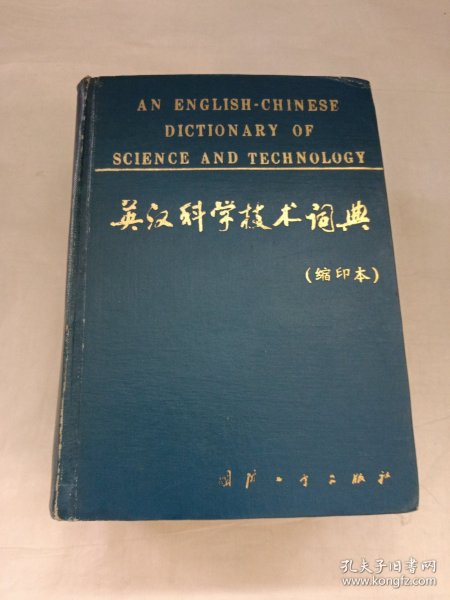 AN ENGLISH-CHINESE
DICTIONARY OF
SCIENCE AND TECHNOLOGY
英汉科学技术词典
(缩印本)
国防工业出版社
孔夫子旧书网
www.kongfz.com